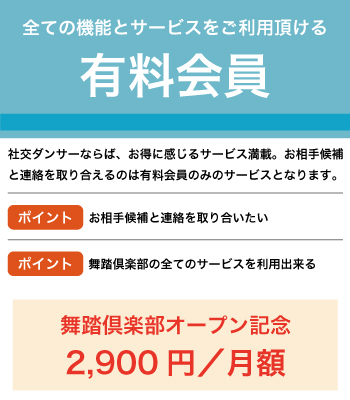 全ての機能とサービスをご利用頂ける
有料会員
社交ダンサーならば、お得に感じるサービス満載。お相手候補
と連絡を取り合えるのは有料会員のみのサービスとなります。
ポイント お相手候補と連絡を取り合いたい
ポイント 舞踏倶楽部の全てのサービスを利用出来る
舞踏倶楽部オープン記念
2,900 円／月額